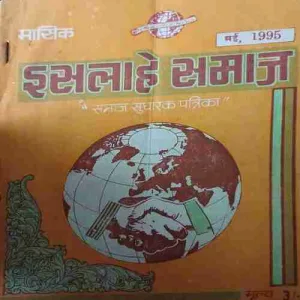 मासिक
मई, 1995
इसलाहे समाज
"समाज सुधारक पत्रिका"
मूल्य